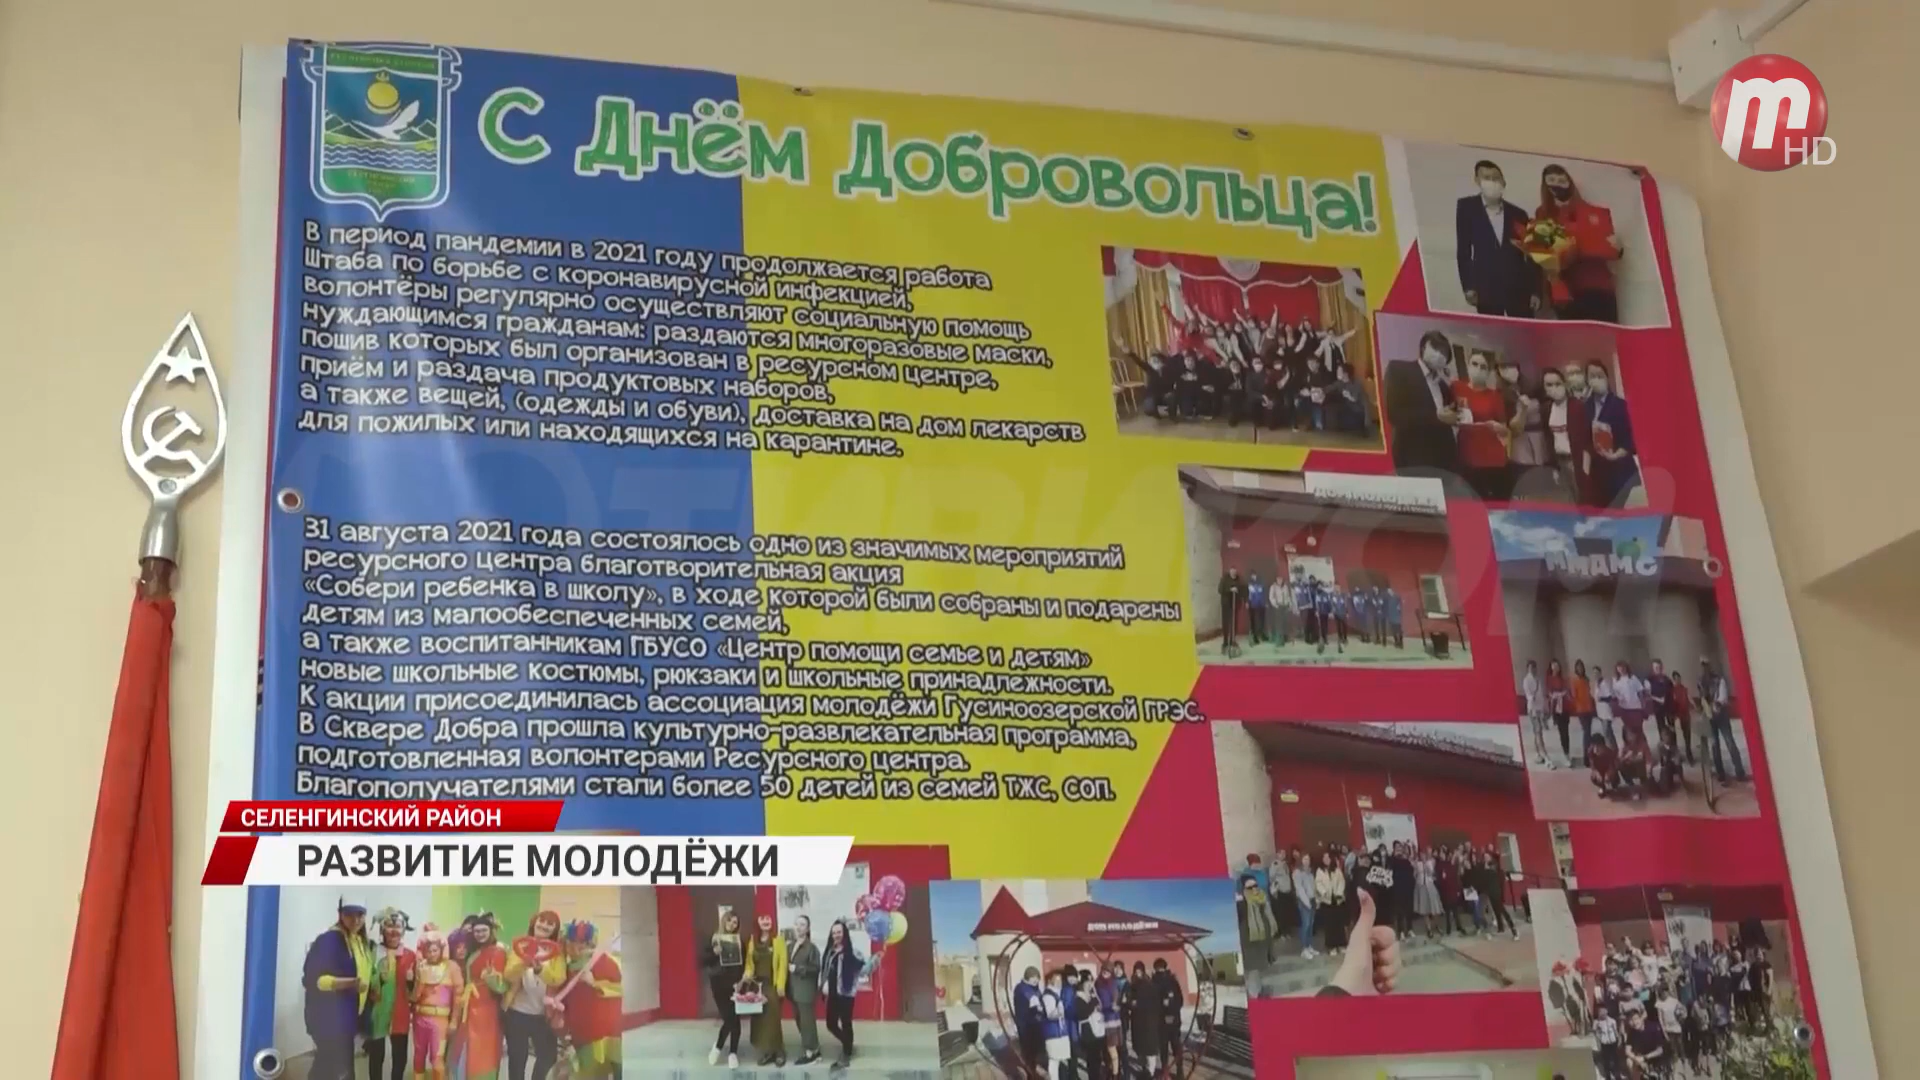 С Днём Добровольца!
В период пандемии в 2021 году продолжается работа
Штаба по борьбе с коронавирусной инфекцией,
волонтёры регулярно осуществляют социальную помощь
нуждающимся гражданам: раздаются многоразовые маски,
пошив которых был организован в ресурсном центре,
приём и раздача продуктовых наборов,
а также вещей, (одежды и обуви), доставка на дом лекарств
для пожилых или находящихся на карантине.
31 августа 2021 года состоялось одно из значимых мероприятий
ресурсного центра благотворительная акция
«Собери ребенка в школу», в ходе которой были собраны и подарены
детям из малообеспеченных семей,
а также воспитанникам ГБУСО «Центр помощи семье и детям»
новые школьные костюмы, рюкзаки и школьные принадлежности.
К акции присоединилась ассоциация молодёжи Гусиноозерской ГРЭС.
В Сквере Добра прошла культурно-развлекательная программа,
подготовленная волонтерами Ресурсного центра.
Благополучателями стали более 50 детей из семей ТЖС, СОП.
ДОМ МОЛОДЁЖИ
ММДМС
ДОМ МОЛОДЁЖИ
СЕЛЕНГИНСКИЙ РАЙОН
РАЗВИТИЕ МОЛОДЁЖИ
m HD
ТИВИКОМ